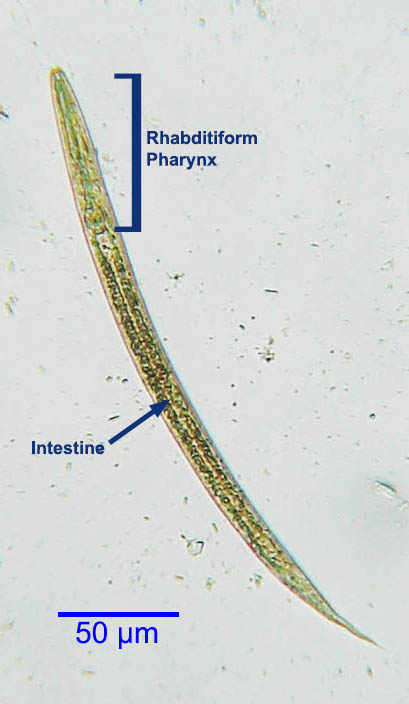 Rhabditiform
Pharynx
Intestine
50 µm